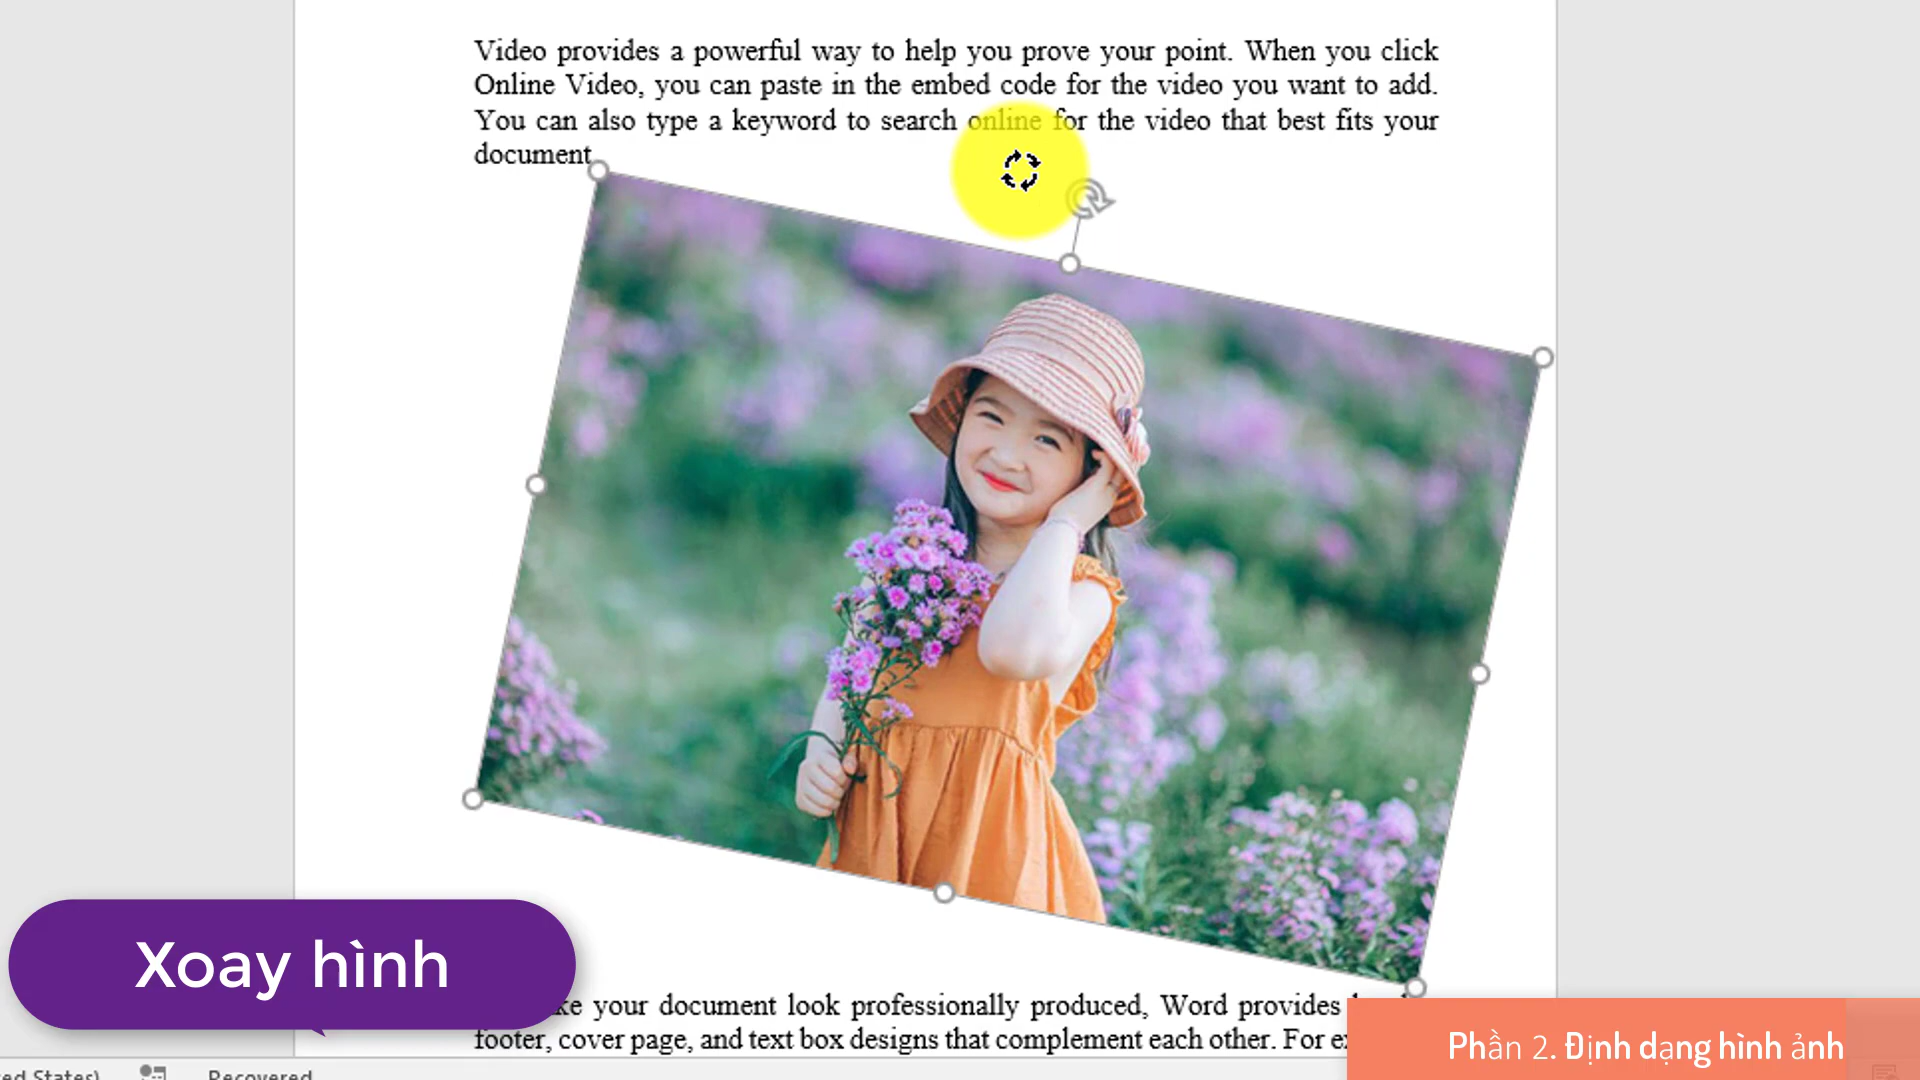 Video provides a powerful way to help you prove your point. When you click
Online Video, you can paste in the embed code for the video you want to add.
You can also type a keyword to search online for the video that best fits your
document.
Xoay hình
your document look professionally produced, Word provides
footer, cover page, and text box designs that complement each other. For
Phần 2. Định dạng hình ảnh
Recovered